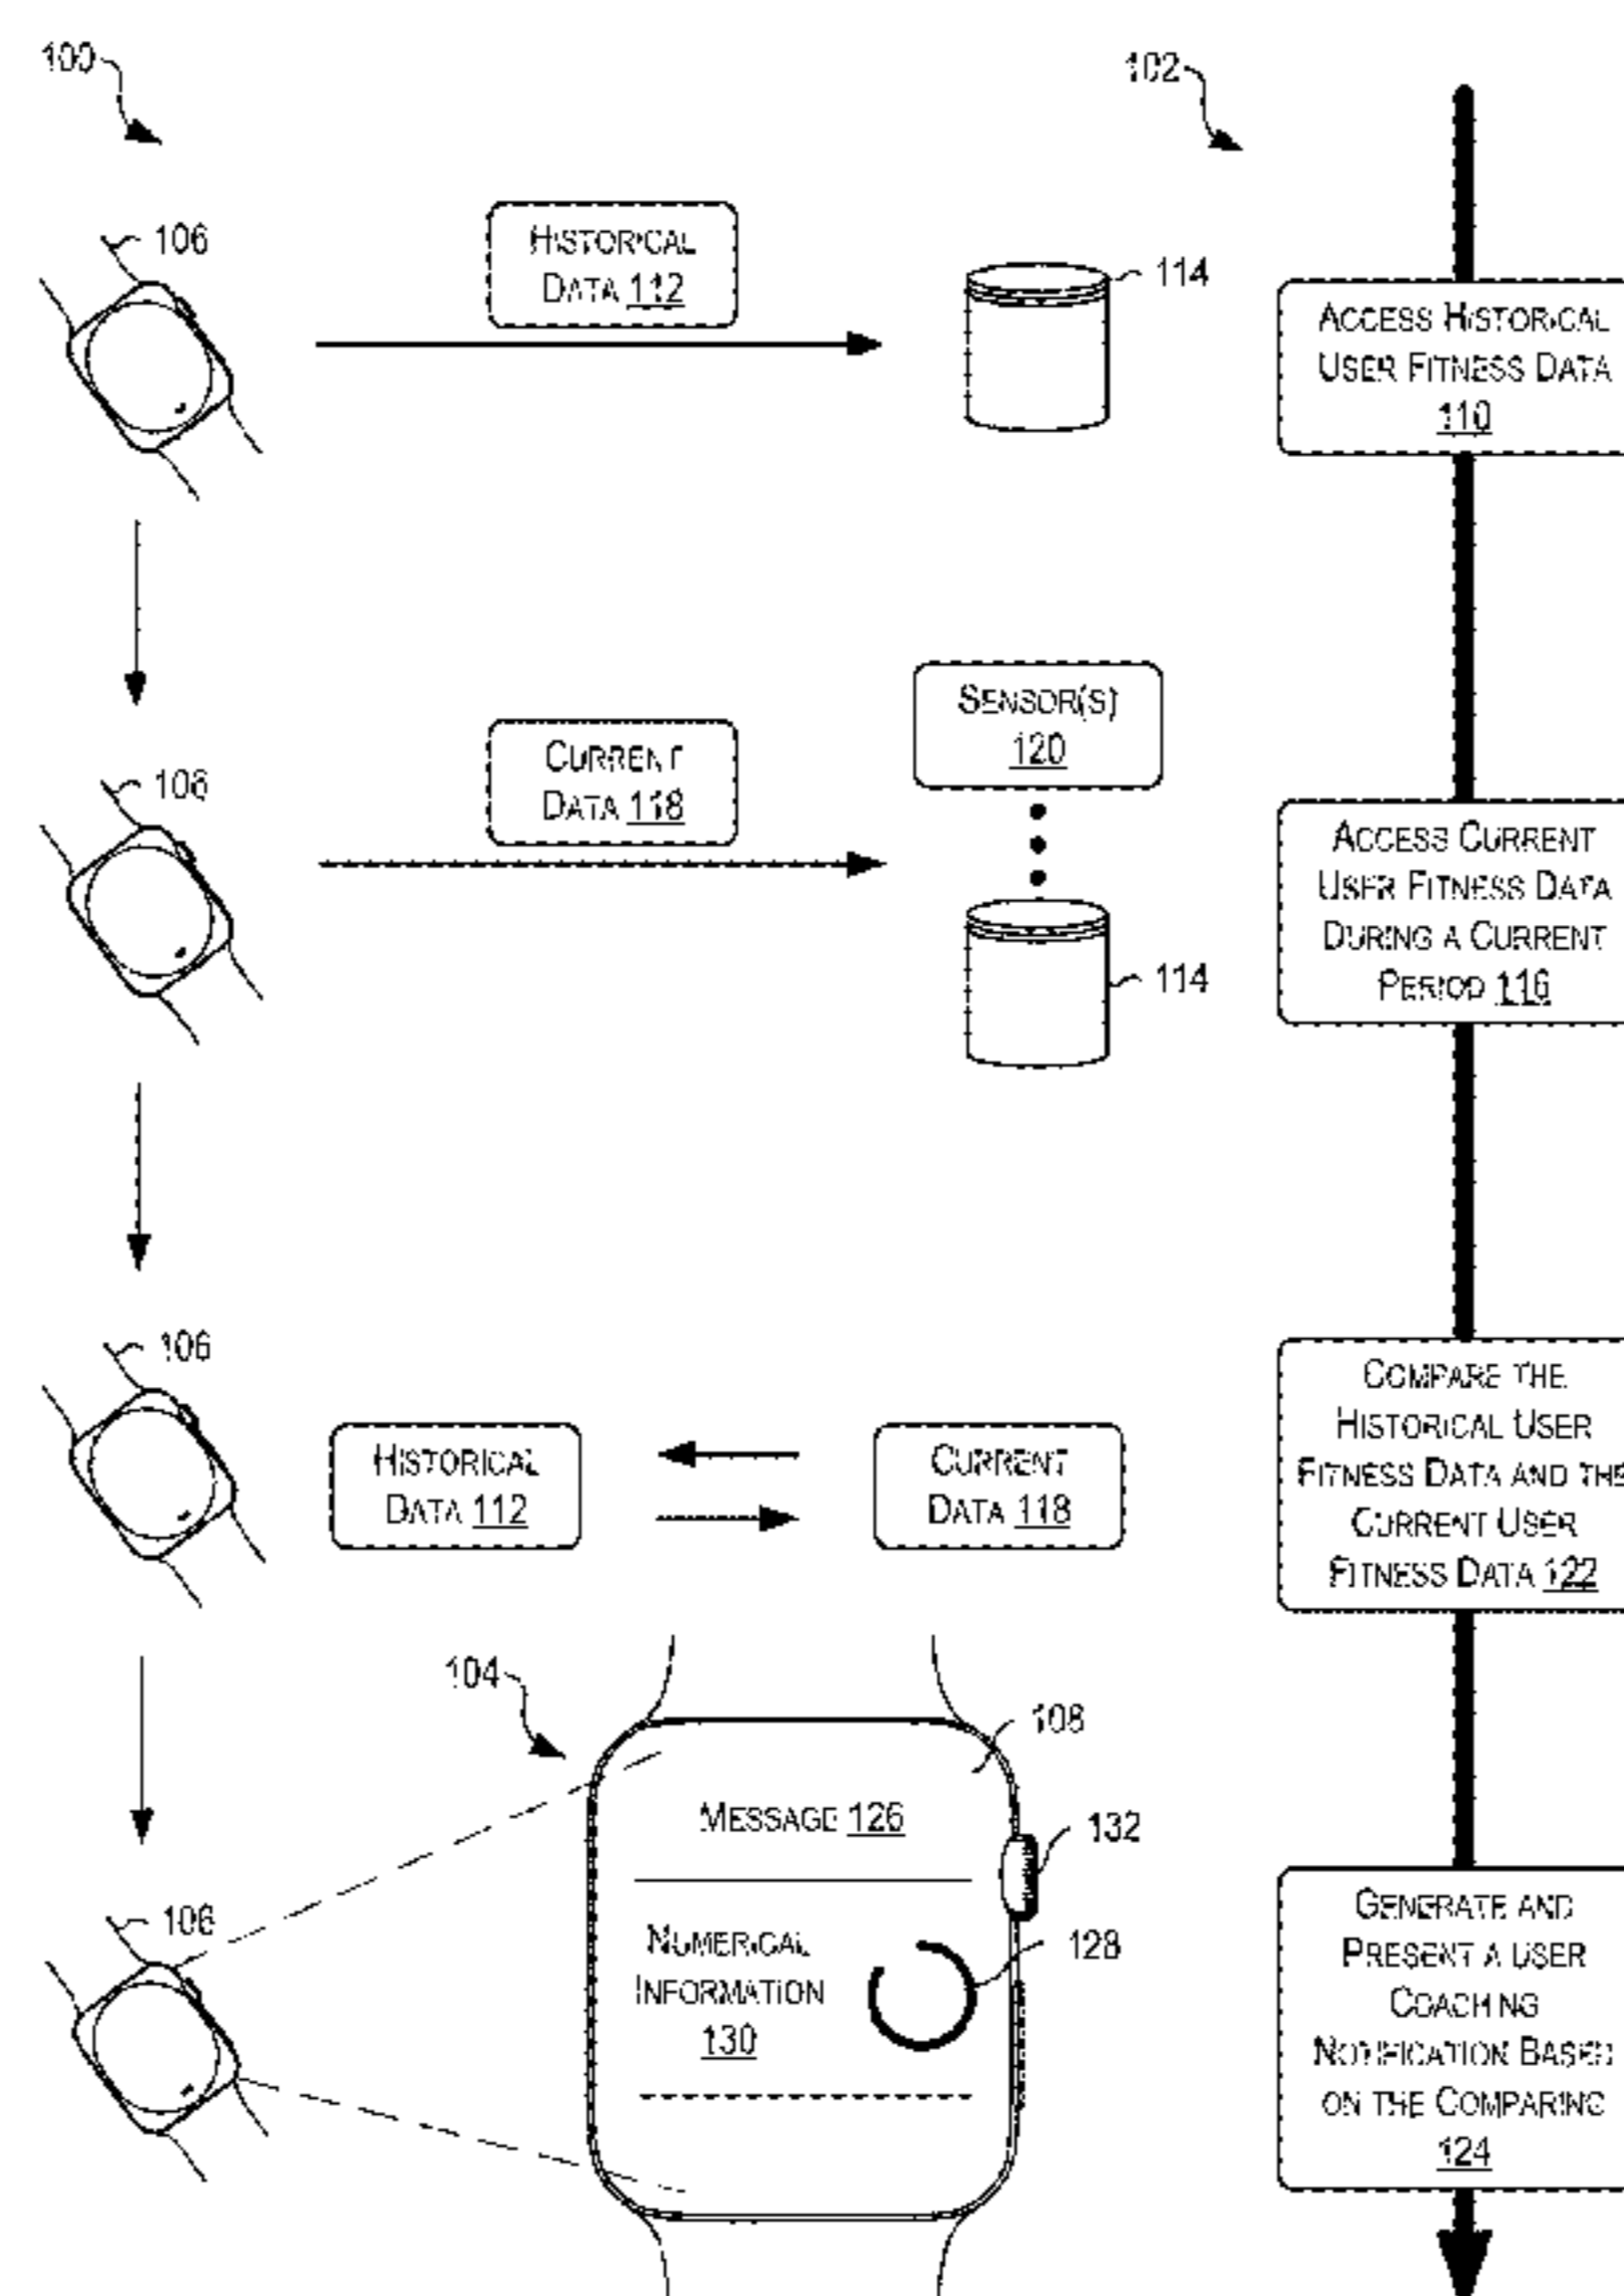 100
102
106
HISTORICAL
DATA 112
114
ACCESS HISTORICAL
USER FITNESS DATA
110
106
CURRENT
DATA 118
SENSOR(S)
120
114
ACCESS CURRENT
USER FITNESS DATA
DURING A CURRENT
PERIOD 116
106
HISTORICAL
DATA 112
CURRENT
DATA 118
COMPARE THE
HISTORICAL USER
FITNESS DATA AND THE
CURRENT USER
FITNESS DATA 122
104
108
MESSAGE 126
132
106
NUMERICAL
INFORMATION
130
128
GENERATE AND
PRESENT A USER
COACHING
NOTIFICATION BASED
ON THE COMPARING
124